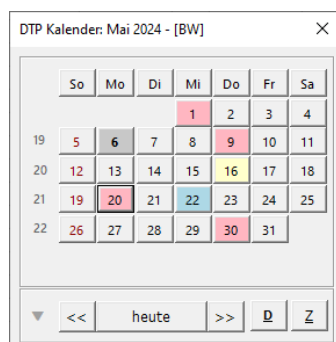 DTP Kalender: Mai 2024 - [BW]
So Mo Di Mi Do Fr Sa
1 2 3 4
19 5 6 7 8 9 10 11
20 12 13 14 15 16 17 18
21 19 20 21 22 23 24 25
22 26 27 28 29 30 31
<< heute >> D Z